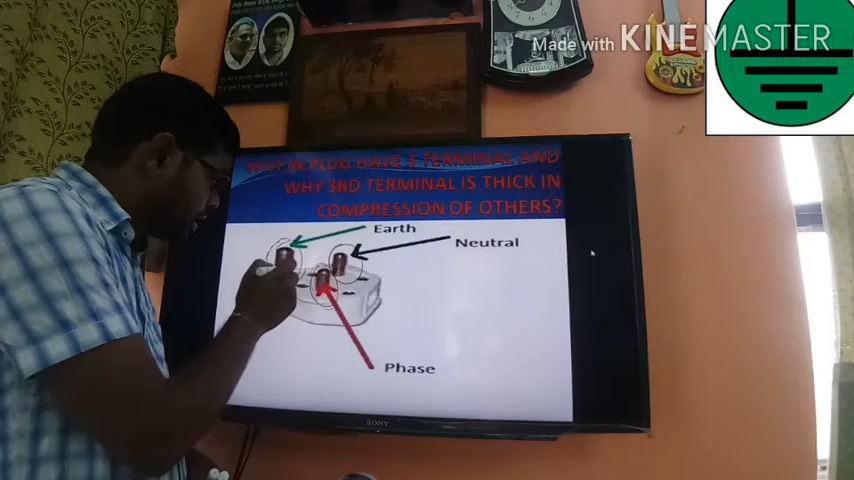 Made with KINEMASTER
WHY IN PLUG HAVE 3 TERMINAL AND
WHY 3RD TERMINAL IS THICK IN
COMPRESSION OF OTHERS?
Earth
Neutral
Phase
SONY